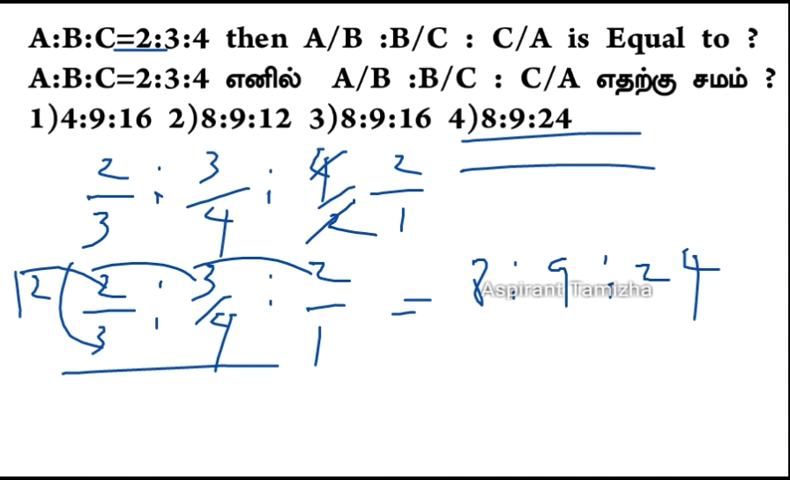 A:B:C=2:3:4 then A/B :B/C : C/A is Equal to ?
A:B:C=2:3:4 எனில் A/B :B/C : C/A எதற்கு சமம் ?
1)4:9:16 2)8:9:12 3)8:9:16 4)8:9:24
2/3 : 3/4 : 4/2 2/1
12( 2/3 : 3/4 : 2/1 = 8 : 9 : 24
Aspirant Tamizha